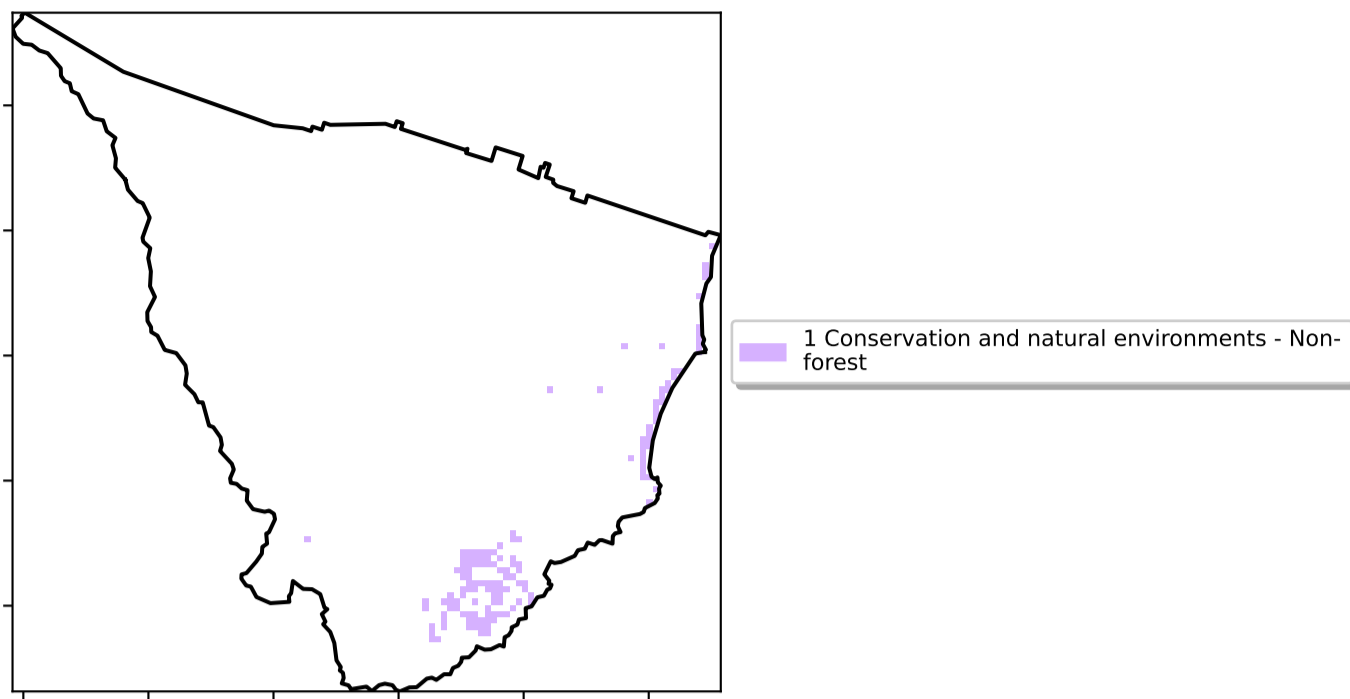 1 Conservation and natural environments - Non-
forest